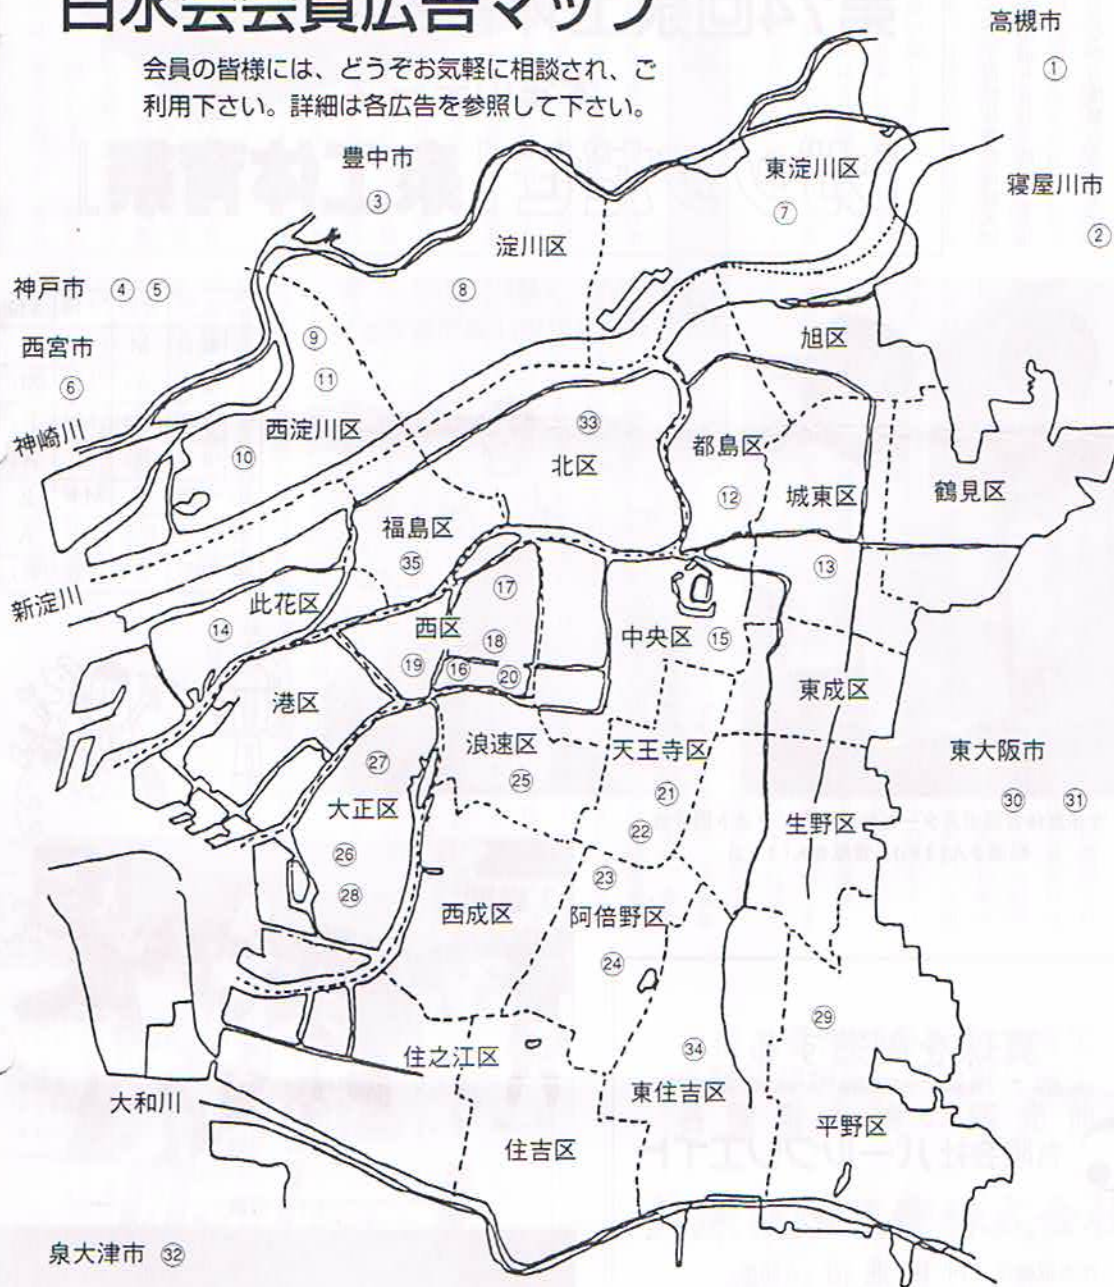 白水会会員広告マップ
会員の皆様には、どうぞお気軽に相談され、ご
利用下さい。詳細は各広告を参照して下さい。
高槻市
①
豊中市
③
東淀川区
⑦
寝屋川市
②
淀川区
⑧
神戸市 ④ ⑤
西宮市
⑥
⑨
⑪
旭区
神崎川
⑩
西淀川区
㉝
北区
都島区
⑫
城東区
鶴見区
福島区
㉟
⑬
新淀川
此花区
⑭
⑰
西区
⑱
⑲ ⑯ ⑳
中央区 ⑮
港区
東成区
浪速区
㉕
天王寺区
㉑
㉒
東大阪市
㉚ ㉛
㉗
大正区
㉖
㉘
生野区
西成区
㉓
阿倍野区
㉔
㉙
㉞
住之江区
東住吉区
大和川
平野区
住吉区
泉大津市 ㉜